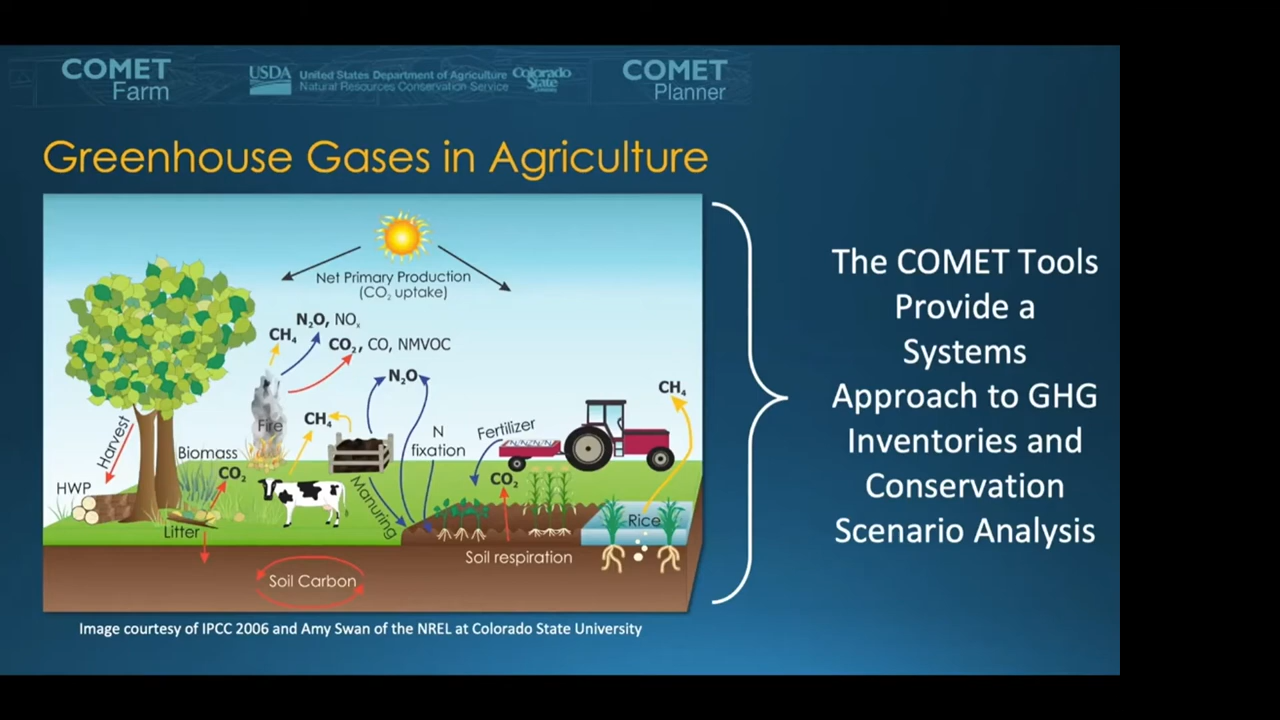 COMET
Farm
USDA
United States Department of Agriculture
Natural Resources Conservation Service
Colorado
State
COMET
Planner
Greenhouse Gases in Agriculture
Net Primary Production
(CO₂ uptake)
N₂O, NOₓ
CH₄
CO₂, CO, NMVOC
N₂O
CH₄
Harvest
Fire
CH₄
N
fixation
Fertilizer
Biomass
CO₂
HWP
Manuring
CO₂
Litter
Rice
Soil respiration
Soil Carbon
The COMET Tools
Provide a
Systems
Approach to GHG
Inventories and
Conservation
Scenario Analysis
Image courtesy of IPCC 2006 and Amy Swan of the NREL at Colorado State University